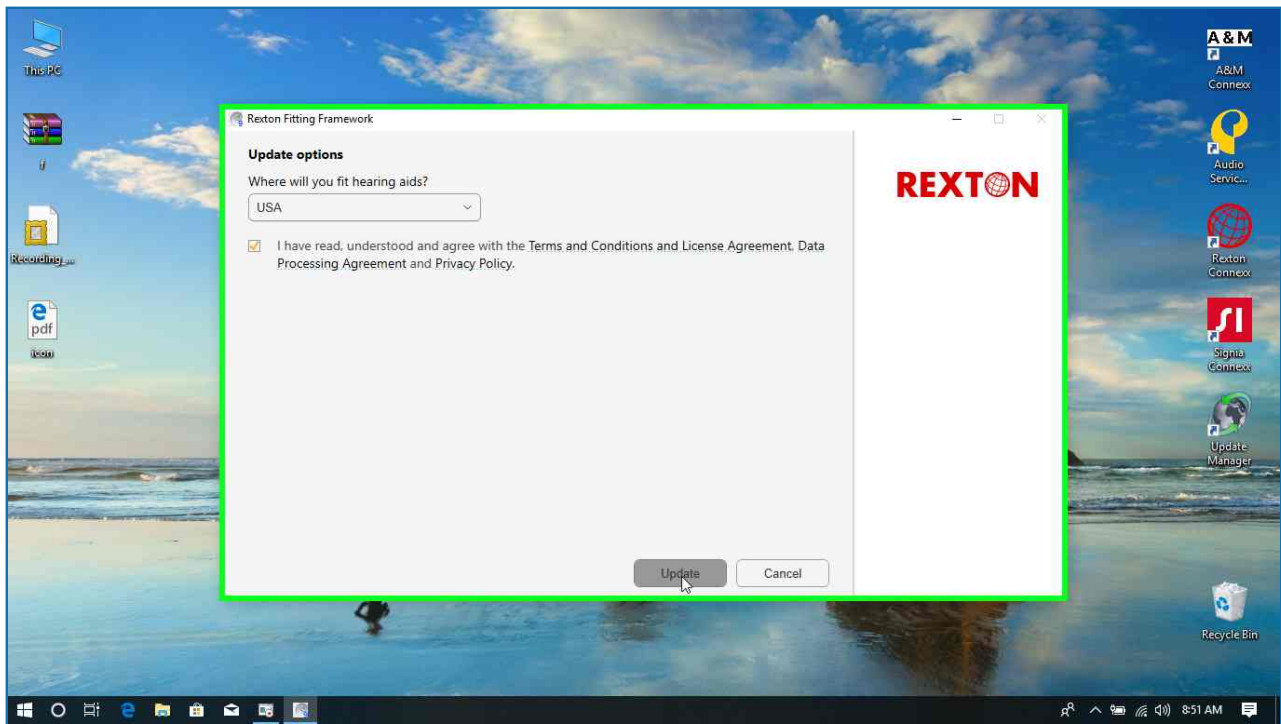 This PC
Recording_...
pdf
icon
Rexton Fitting Framework
Update options
Where will you fit hearing aids?
USA
I have read, understood and agree with the Terms and Conditions and License Agreement, Data
Processing Agreement and Privacy Policy.
Update
Cancel
REXTON
A&M
A&M
Connexx
Audio
Servic...
Rexton
Connexx
Signia
Connexx
Update
Manager
Recycle Bin
8:51 AM